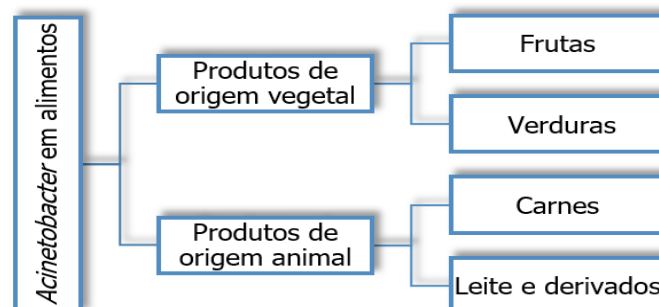 Acinetobacter em alimentos
Produtos de
origem vegetal
Frutas
Verduras
Produtos de
origem animal
Carnes
Leite e derivados